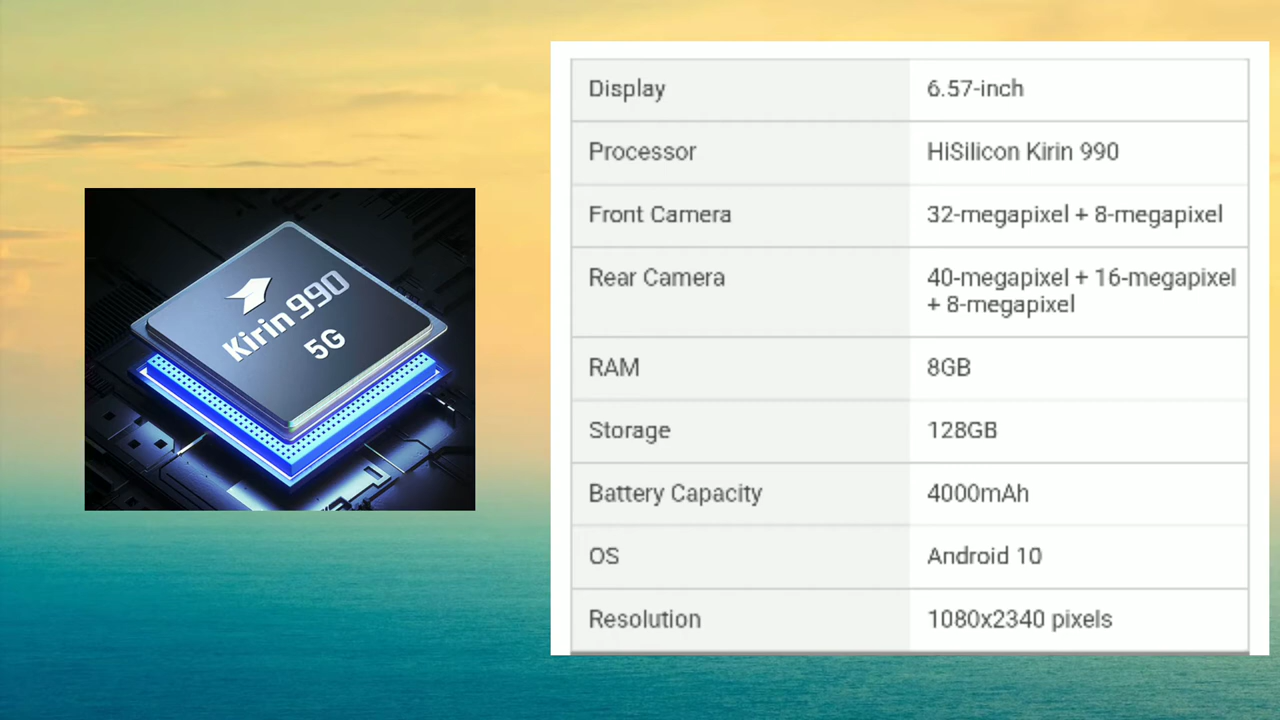 Kirin 990
5G
Display 6.57-inch
Processor HiSilicon Kirin 990
Front Camera 32-megapixel + 8-megapixel
Rear Camera 40-megapixel + 16-megapixel
+ 8-megapixel
RAM 8GB
Storage 128GB
Battery Capacity 4000mAh
OS Android 10
Resolution 1080x2340 pixels